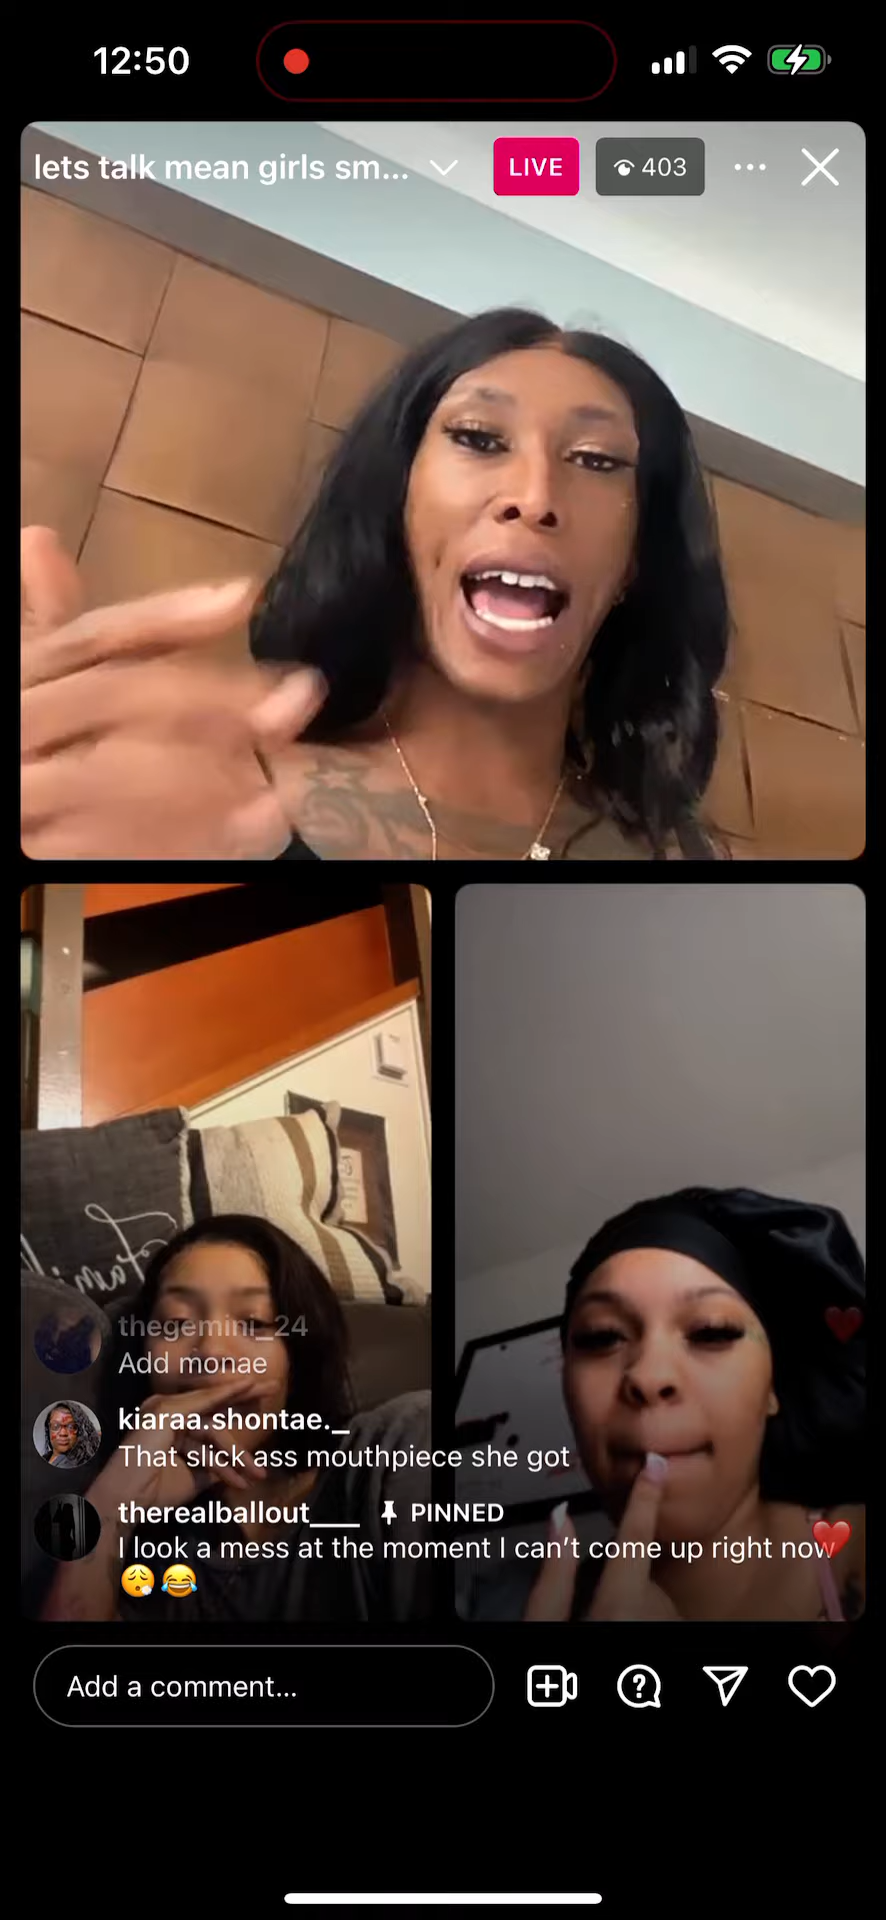 12:50
lets talk mean girls sm...
LIVE
403
thegemini_24
Add monae
kiaraa.shontae._
That slick ass mouthpiece she got
therealballout___ PINNED
I look a mess at the moment I can’t come up right now
😮‍💨😂
Add a comment...